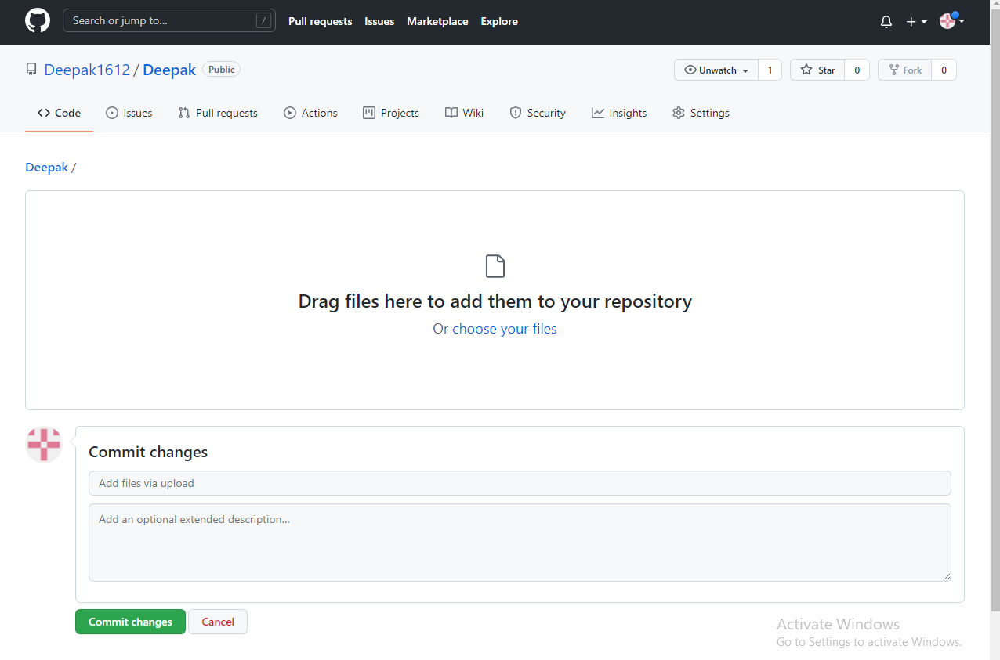 Search or jump to... /
Pull requests Issues Marketplace Explore
Deepak1612 / Deepak Public
Unwatch 1 Star 0 Fork 0
Code Issues Pull requests Actions Projects Wiki Security Insights Settings
Deepak /
Drag files here to add them to your repository
Or choose your files
Commit changes
Add files via upload
Add an optional extended description...
Commit changes Cancel
Activate Windows
Go to Settings to activate Windows.